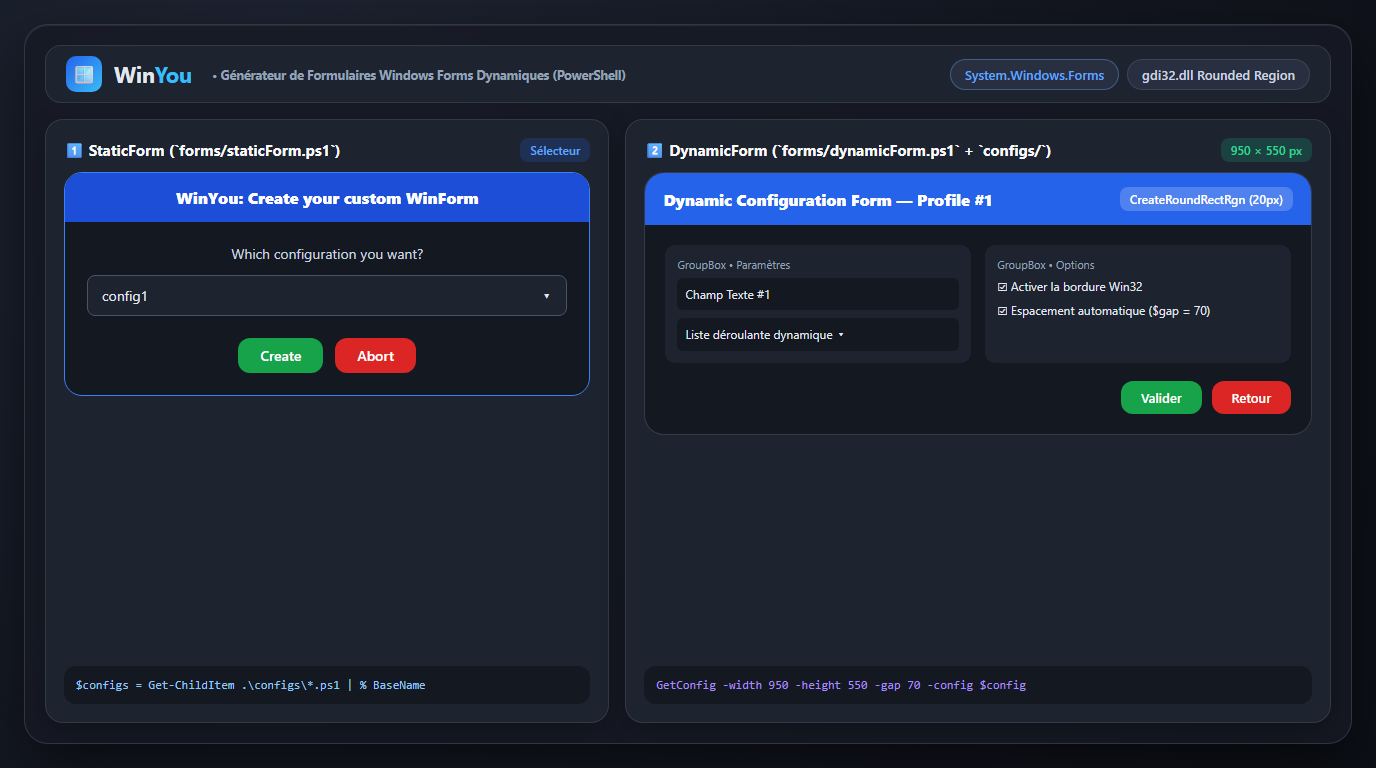 WinYou • Générateur de Formulaires Windows Forms Dynamiques (PowerShell) System.Windows.Forms gdi32.dll Rounded Region
1 StaticForm (`forms/staticForm.ps1`) Sélecteur
WinYou: Create your custom WinForm
Which configuration you want?
config1
Create Abort
$configs = Get-ChildItem .\configs\*.ps1 | % BaseName
2 DynamicForm (`forms/dynamicForm.ps1` + `configs/`) 950 × 550 px
Dynamic Configuration Form — Profile #1 CreateRoundRectRgn (20px)
GroupBox • Paramètres
Champ Texte #1
Liste déroulante dynamique
GroupBox • Options
Activer la bordure Win32
Espacement automatique ($gap = 70)
Valider Retour
GetConfig -width 950 -height 550 -gap 70 -config $config